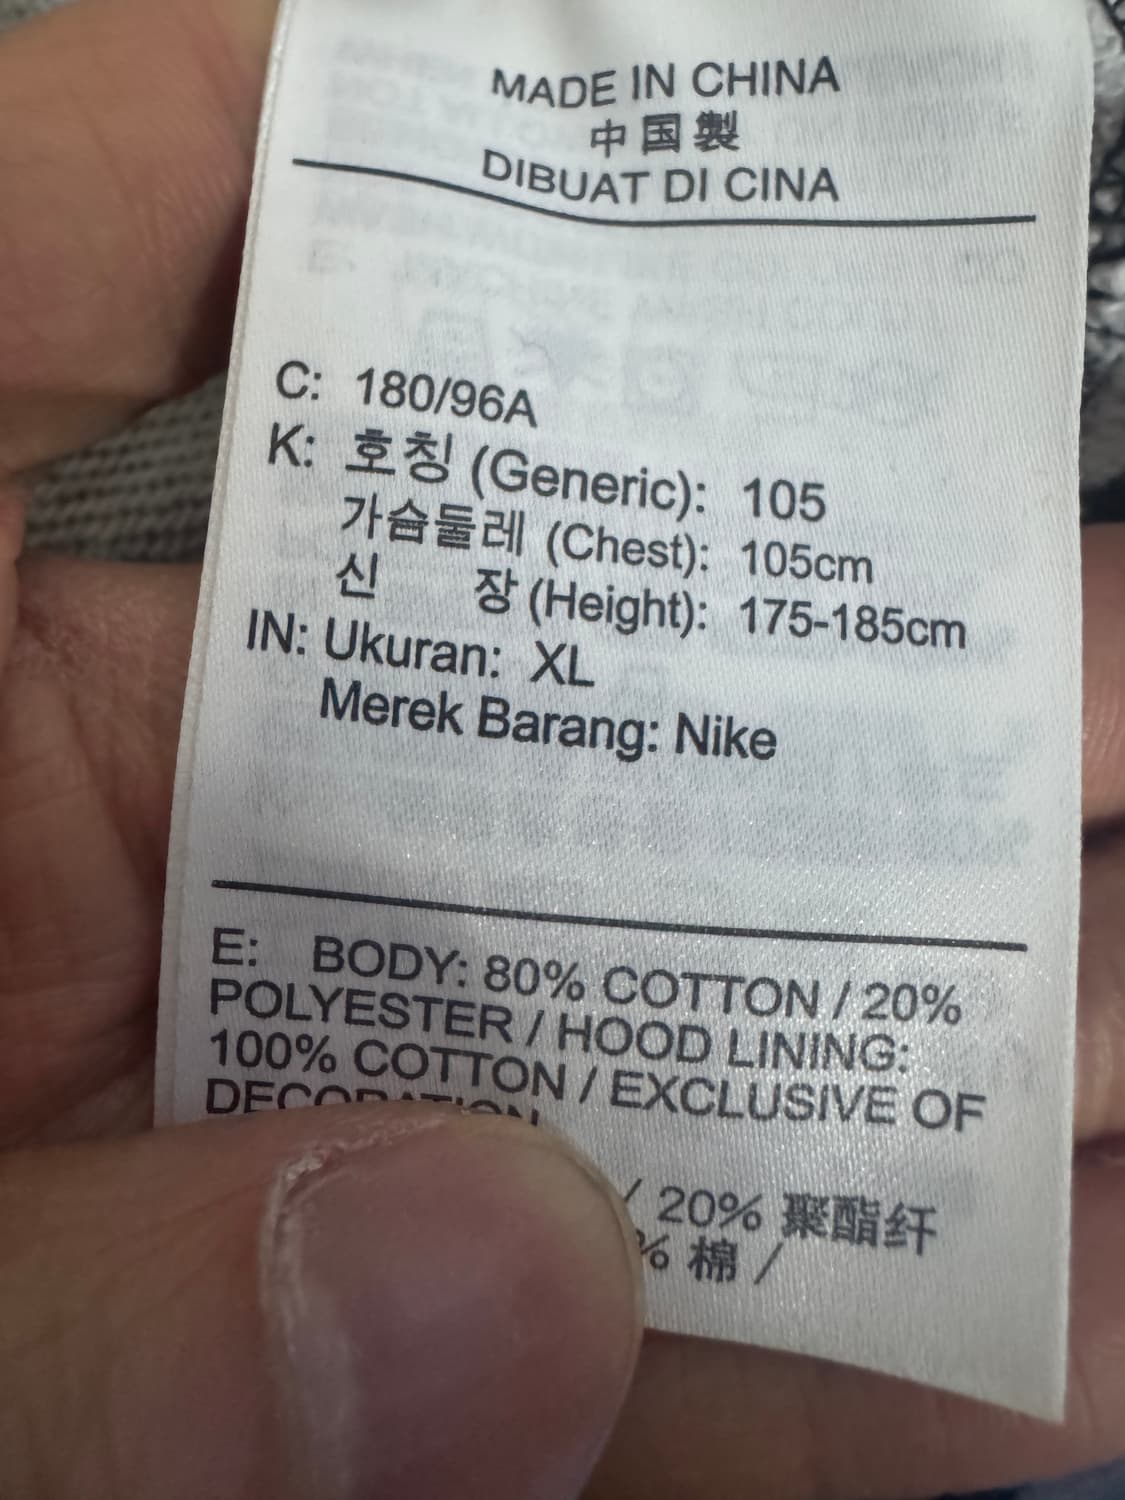 MADE IN CHINA
中国製
DIBUAT DI CINA
C: 180/96A
K: 호칭 (Generic): 105
가슴둘레 (Chest): 105cm
신 장 (Height): 175-185cm
IN: Ukuran: XL
Merek Barang: Nike
E: BODY: 80% COTTON / 20%
POLYESTER / HOOD LINING:
100% COTTON / EXCLUSIVE OF
DECORATION
/ 20% 聚酯纤
% 棉 /